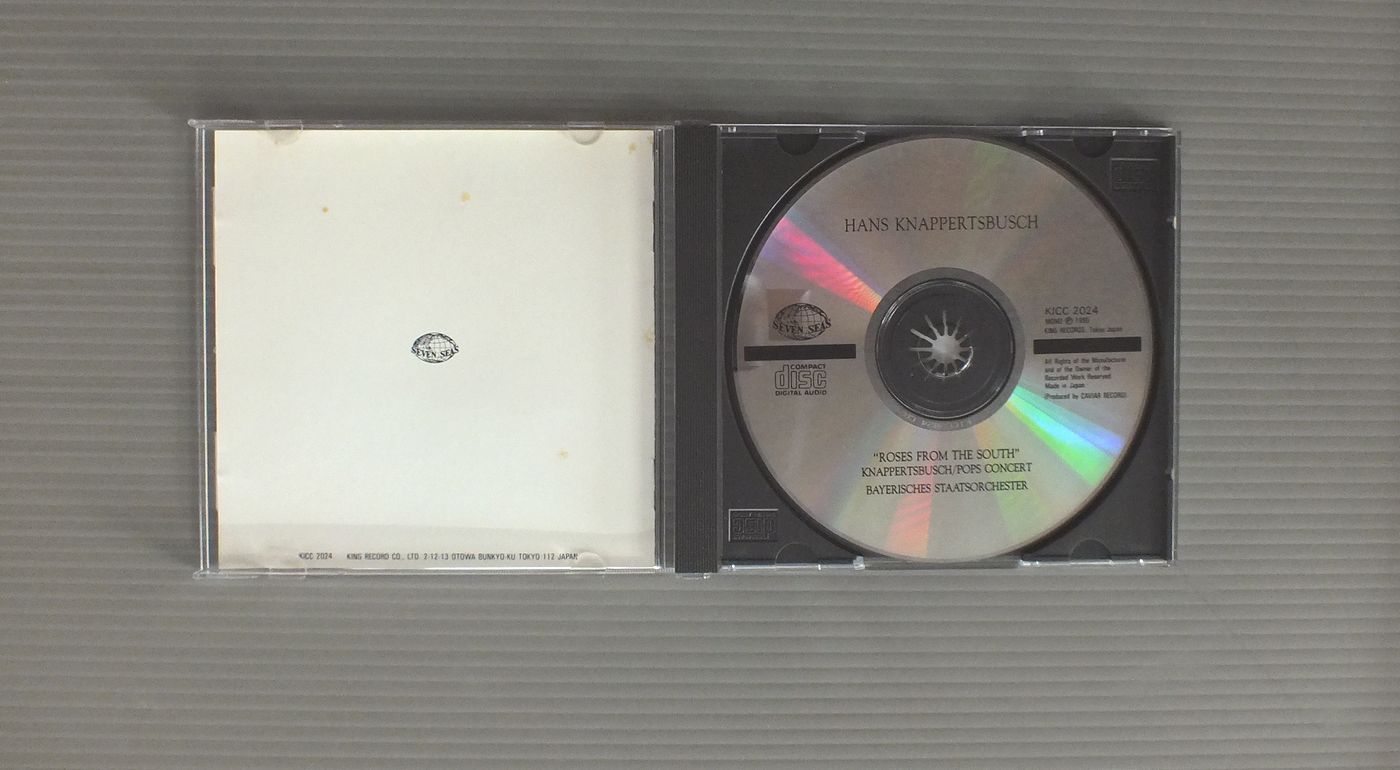 SEVEN SEAS
KICC 2024 KING RECORD CO., LTD. 2-12-13 OTOWA BUNKYO-KU TOKYO 112 JAPAN
HANS KNAPPERTSBUSCH
SEVEN SEAS
COMPACT
disc
DIGITAL AUDIO
KICC 2024
MONO Ⓟ 1990
KING RECORDS, Tokyo Japan
All Rights of the Manufacturer
and of the Owner of the
Recorded Work Reserved
Made in Japan
(Produced by CAVIAR RECORD)
"ROSES FROM THE SOUTH"
KNAPPERTSBUSCH/POPS CONCERT
BAYERISCHES STAATSORCHESTER